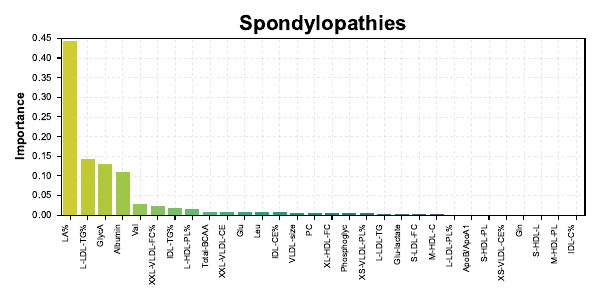 Spondylopathies
Importance
0.45
0.40
0.35
0.30
0.25
0.20
0.15
0.10
0.05
0.00
LA%
L-LDL-TG%
GlycA
Albumin
Val
XXL-VLDL-FC%
IDL-TG%
L-HDL-PL%
Total-BCAA
XXL-VLDL-CE
Glu
Leu
IDL-CE%
VLDL-size
PC
XL-HDL-FC
Phosphoglyc
XS-VLDL-PL%
L-LDL-TG
Glu-lactate
S-LDL-FC
M-HDL-C
L-LDL-PL%
ApoB/ApoA1
S-HDL-PL
XS-VLDL-CE%
Gln
S-HDL-L
M-HDL-PL
IDL-C%